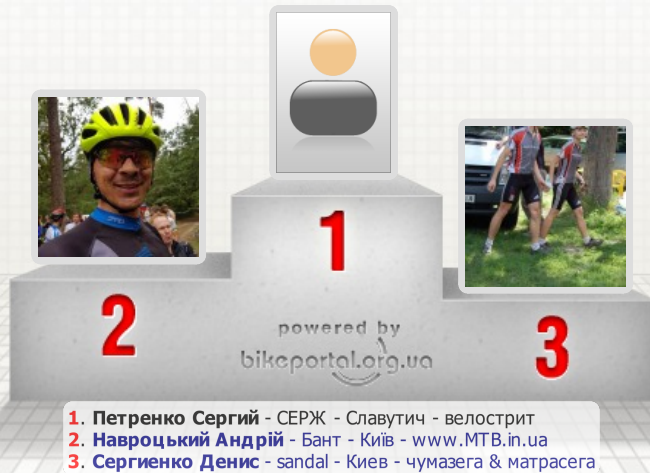 1
2
3
powered by
bikeportal.org.ua
1. Петренко Сергий - СЕРЖ - Славутич - велострит
2. Навроцький Андрій - Бант - Київ - www.MTB.in.ua
3. Сергиенко Денис - sandal - Киев - чумазега & матрасега